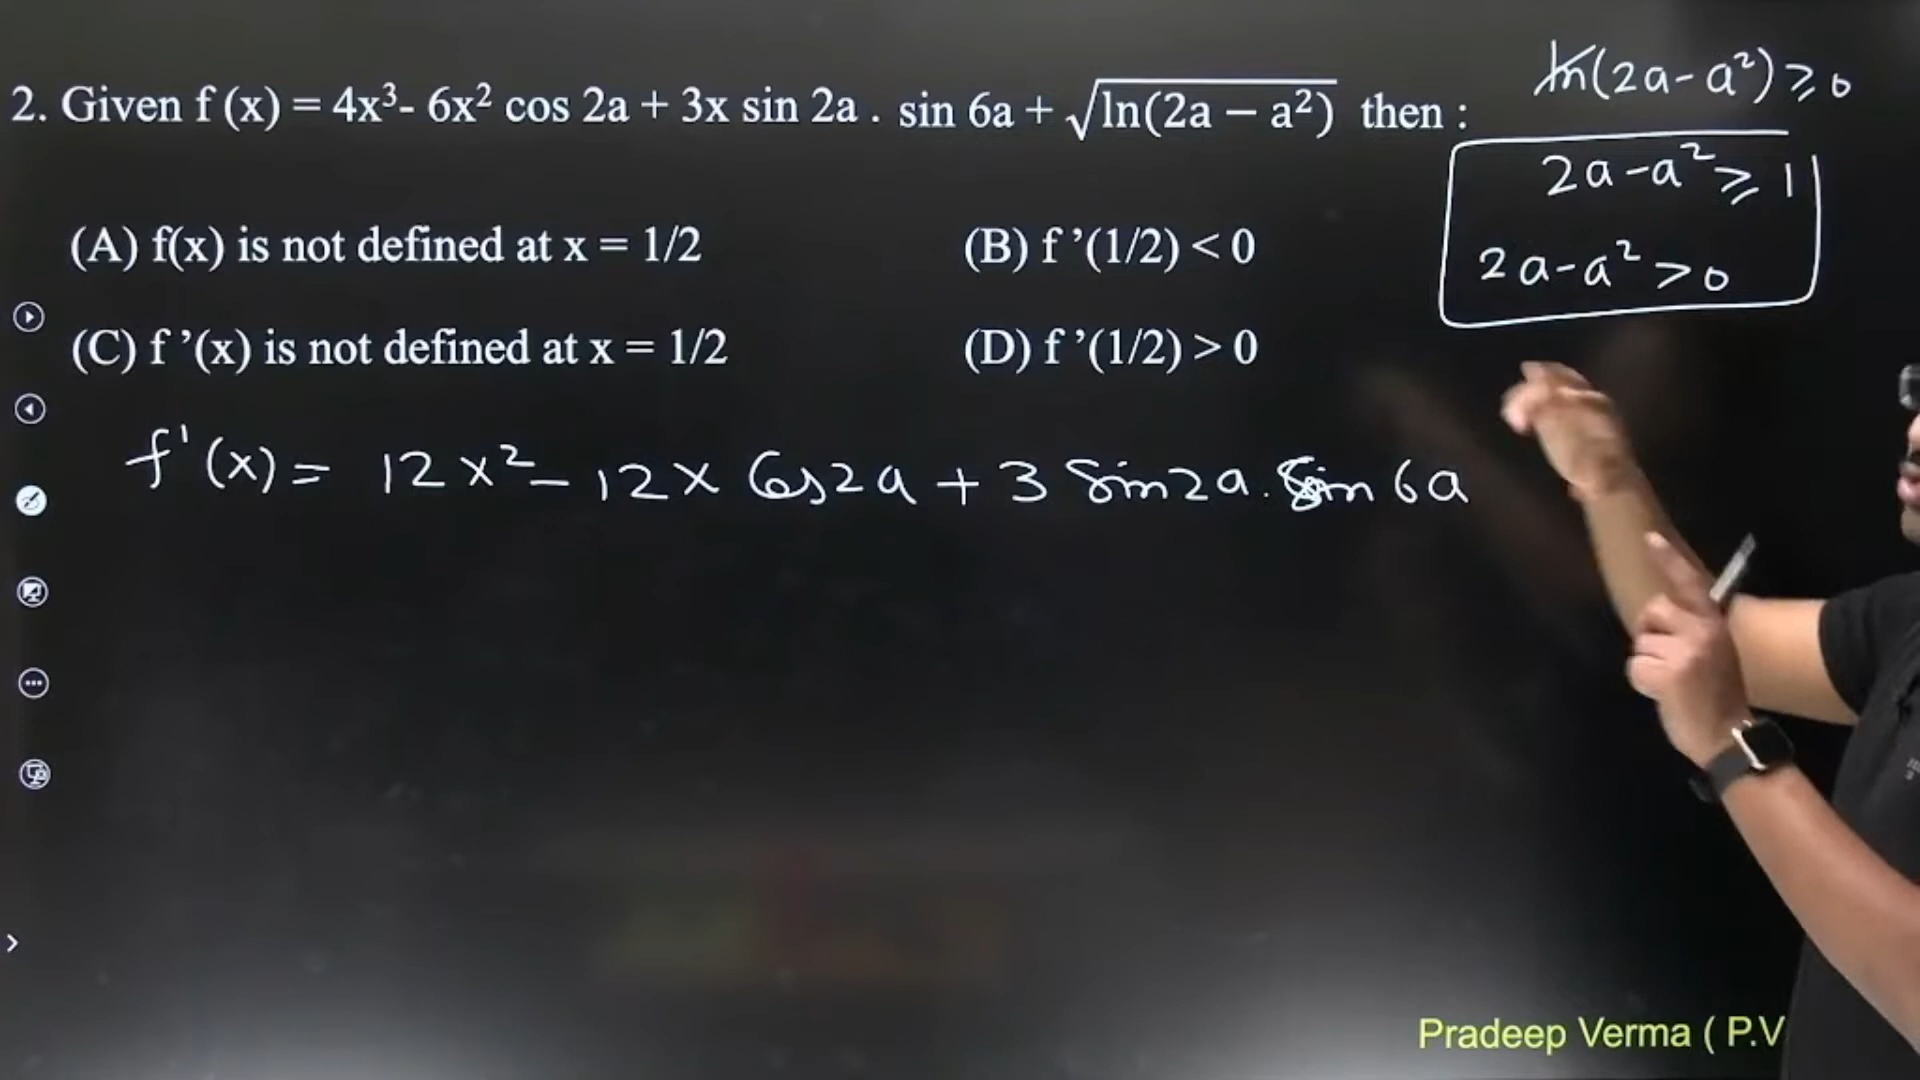 2. Given f (x) = 4x³- 6x² cos 2a + 3x sin 2a . sin 6a + √ln(2a – a²) then :
(A) f(x) is not defined at x = 1/2
(B) f ’(1/2) < 0
(C) f ’(x) is not defined at x = 1/2
(D) f ’(1/2) > 0
ln(2a - a²) ≥ 0
2a - a² ≥ 1
2a - a² > 0
f'(x) = 12x² - 12x Cos2a + 3 Sin2a . Sin 6a
Pradeep Verma ( P.V